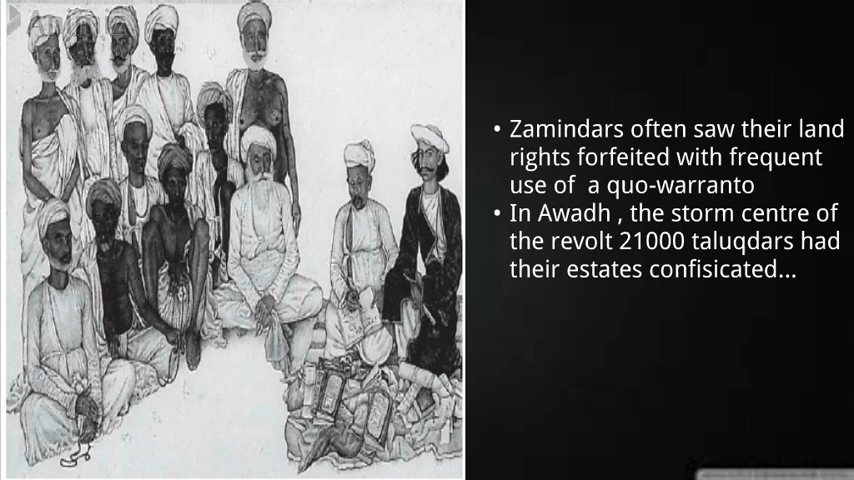 • Zamindars often saw their land
rights forfeited with frequent
use of  a quo-warranto
• In Awadh , the storm centre of
the revolt 21000 taluqdars had
their estates confisicated...